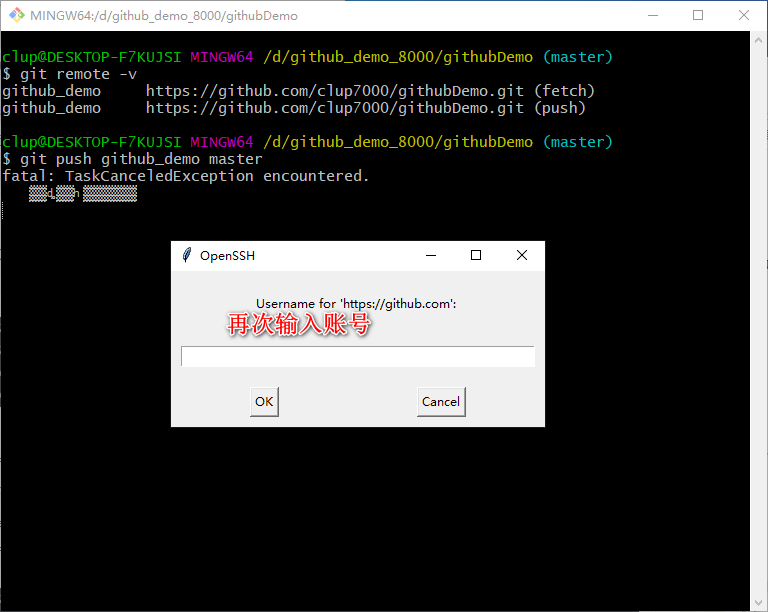 MINGW64:/d/github_demo_8000/githubDemo
clup@DESKTOP-F7KUJSI MINGW64 /d/github_demo_8000/githubDemo (master)
$ git remote -v
github_demo     https://github.com/clup7000/githubDemo.git (fetch)
github_demo     https://github.com/clup7000/githubDemo.git (push)
clup@DESKTOP-F7KUJSI MINGW64 /d/github_demo_8000/githubDemo (master)
$ git push github_demo master
fatal: TaskCanceledException encountered.
OpenSSH
Username for 'https://github.com':
再次输入账号
OK Cancel